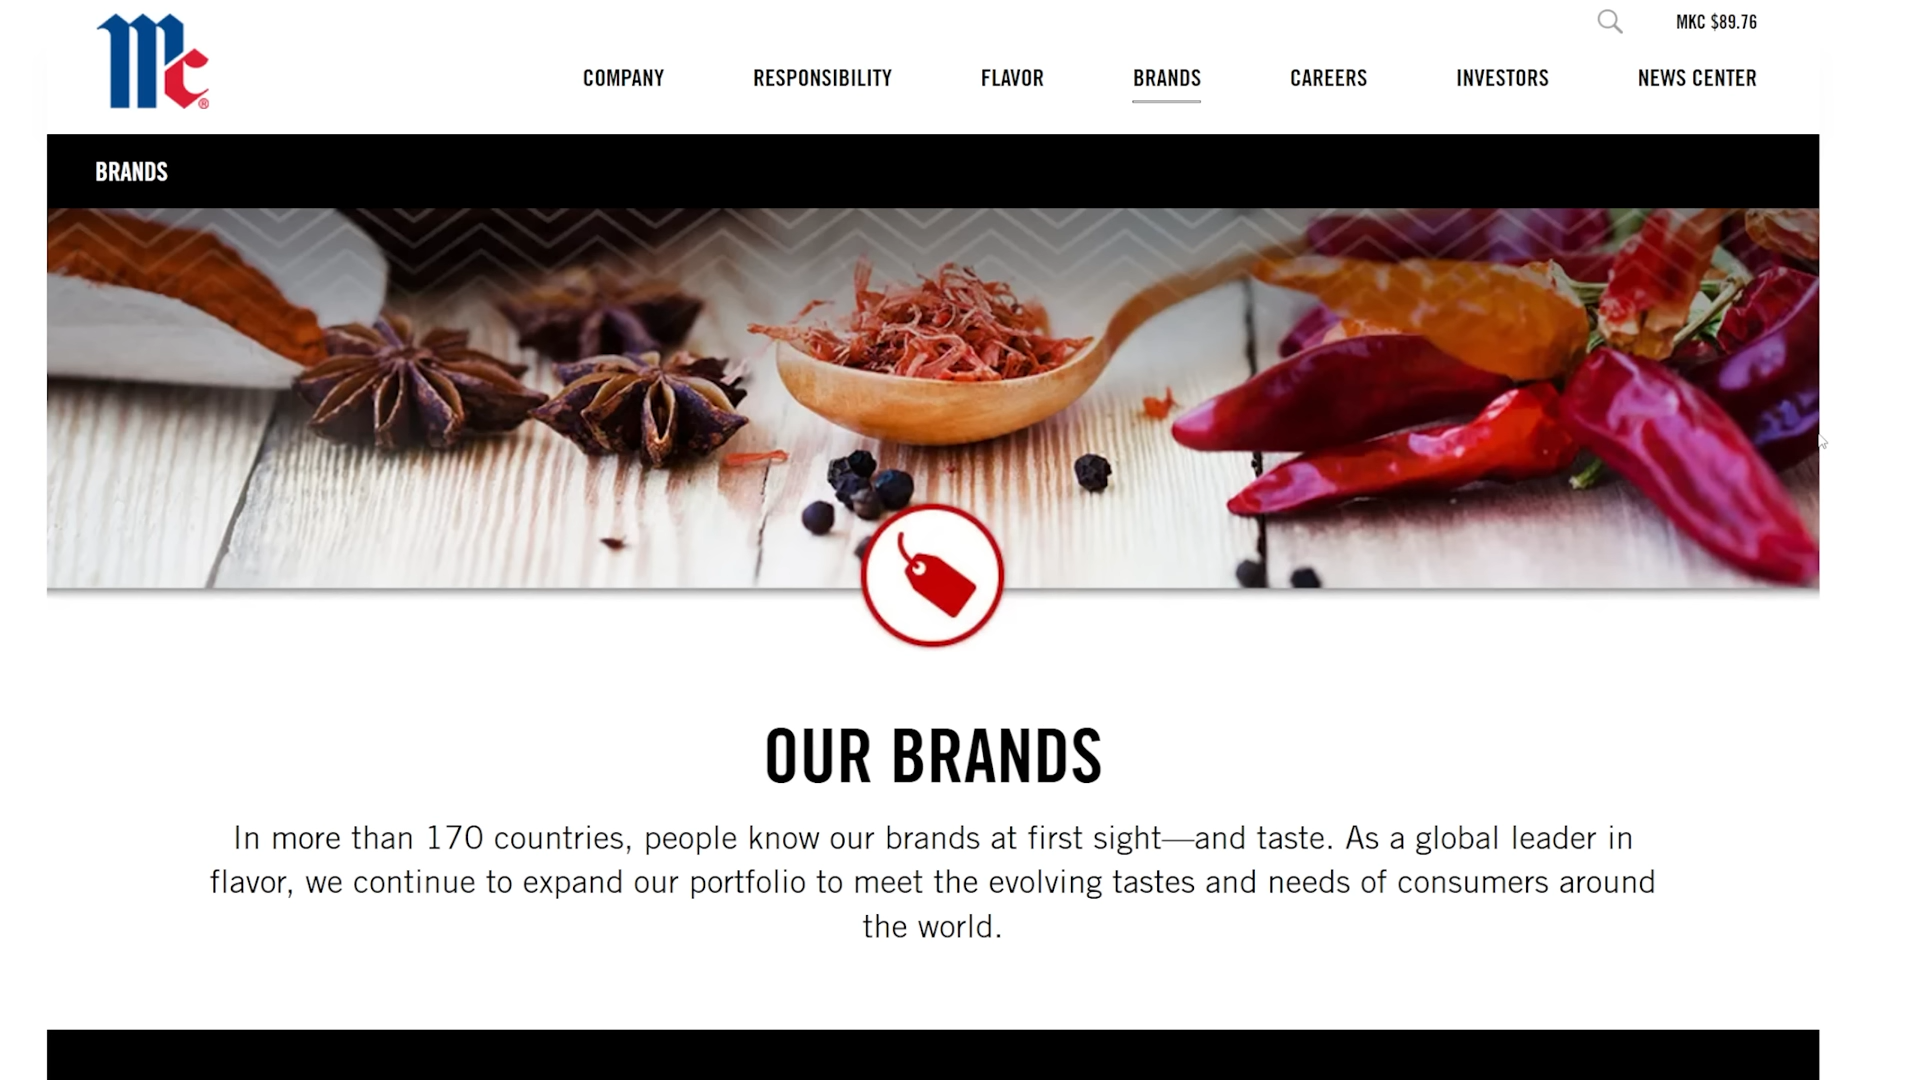 Mc®
MKC $89.76
COMPANY RESPONSIBILITY FLAVOR BRANDS CAREERS INVESTORS NEWS CENTER
BRANDS
OUR BRANDS
In more than 170 countries, people know our brands at first sight—and taste. As a global leader in
flavor, we continue to expand our portfolio to meet the evolving tastes and needs of consumers around
the world.